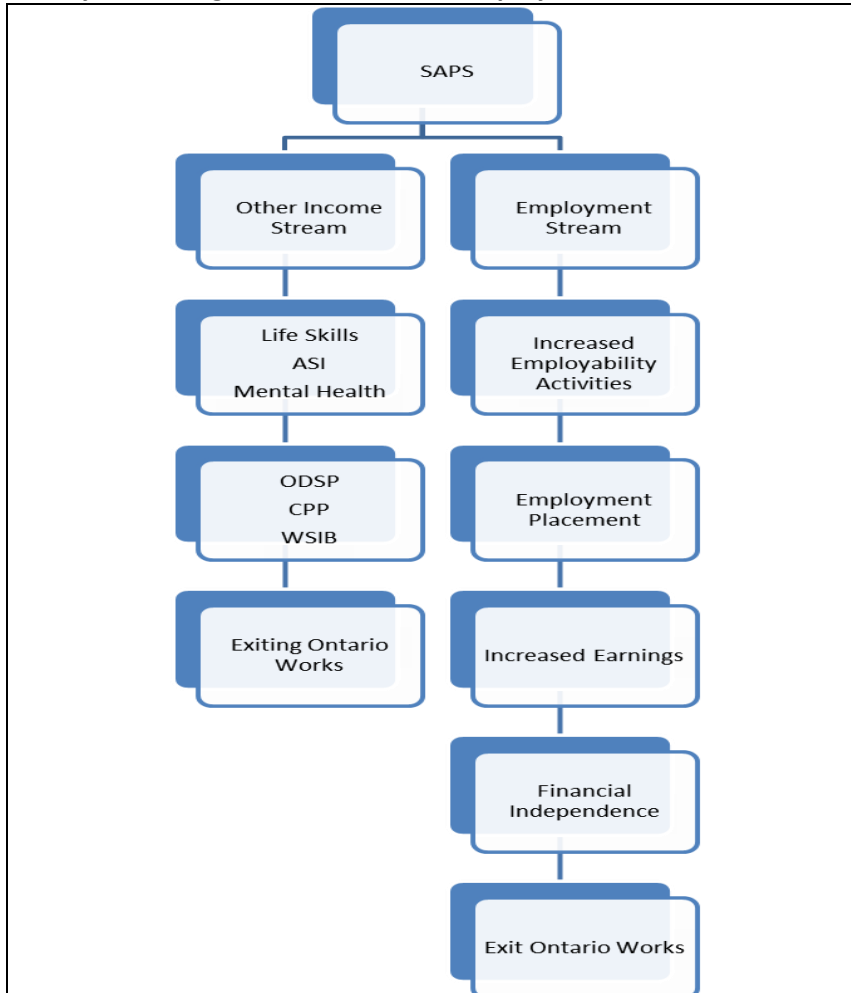 SAPS
Other Income
Stream
Life Skills
ASI
Mental Health
ODSP
CPP
WSIB
Exiting Ontario
Works
Employment
Stream
Increased
Employability
Activities
Employment
Placement
Increased Earnings
Financial
Independence
Exit Ontario Works